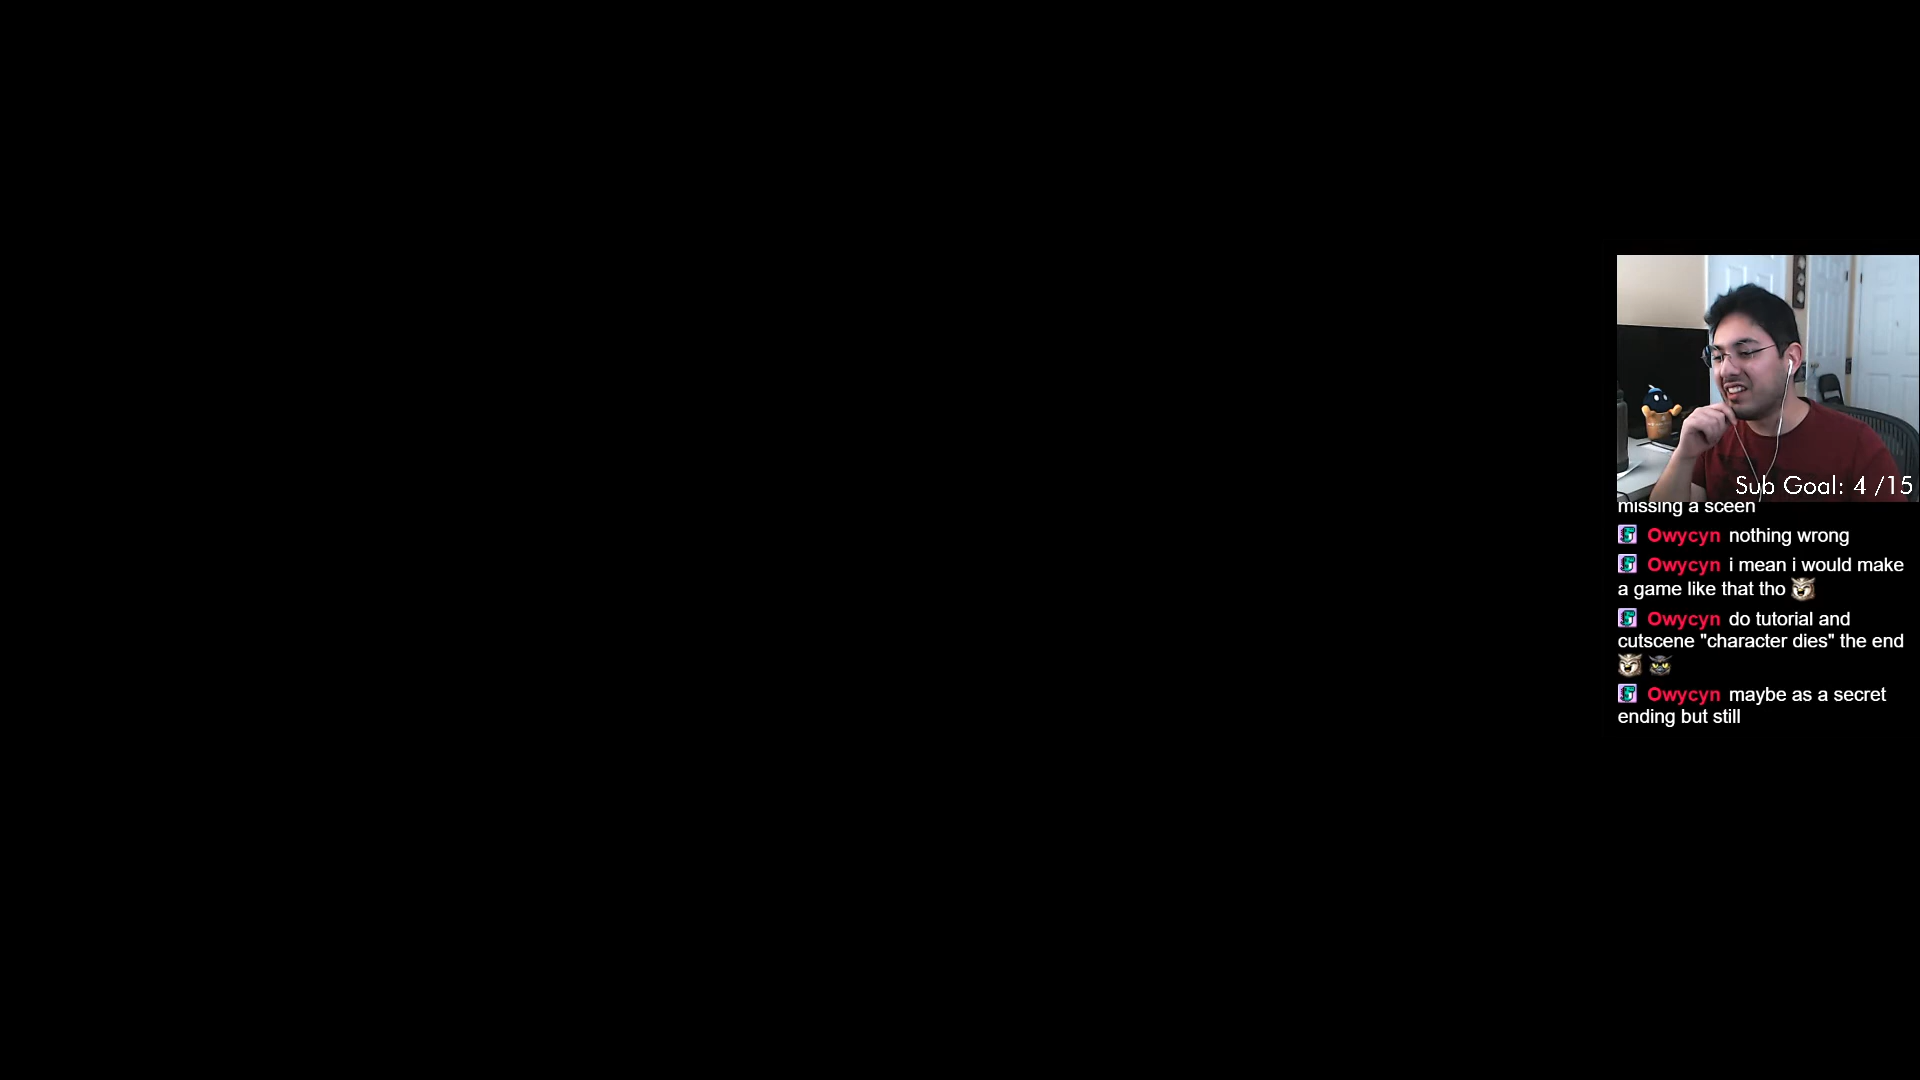 Sub Goal: 4 /15
missing a sceen
Owycyn nothing wrong
Owycyn i mean i would make
a game like that tho
Owycyn do tutorial and
cutscene "character dies" the end
Owycyn maybe as a secret
ending but still